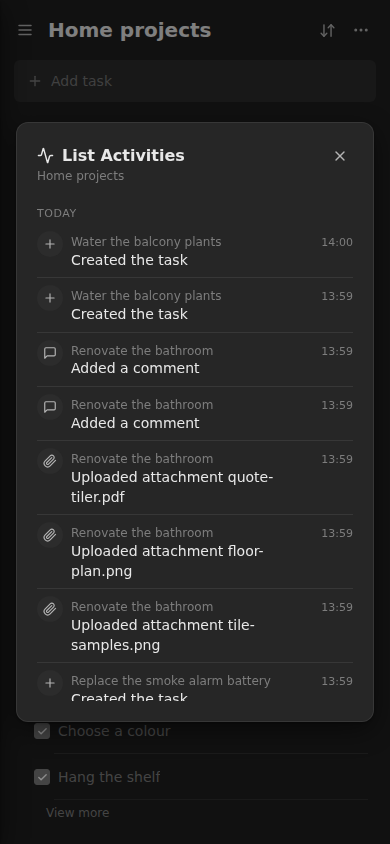 Home projects
Add task
List Activities
Home projects
TODAY
Water the balcony plants 14:00
Created the task
Water the balcony plants 13:59
Created the task
Renovate the bathroom 13:59
Added a comment
Renovate the bathroom 13:59
Added a comment
Renovate the bathroom 13:59
Uploaded attachment quote-
tiler.pdf
Renovate the bathroom 13:59
Uploaded attachment floor-
plan.png
Renovate the bathroom 13:59
Uploaded attachment tile-
samples.png
Replace the smoke alarm battery 13:59
Created the task
Choose a colour
Hang the shelf
View more